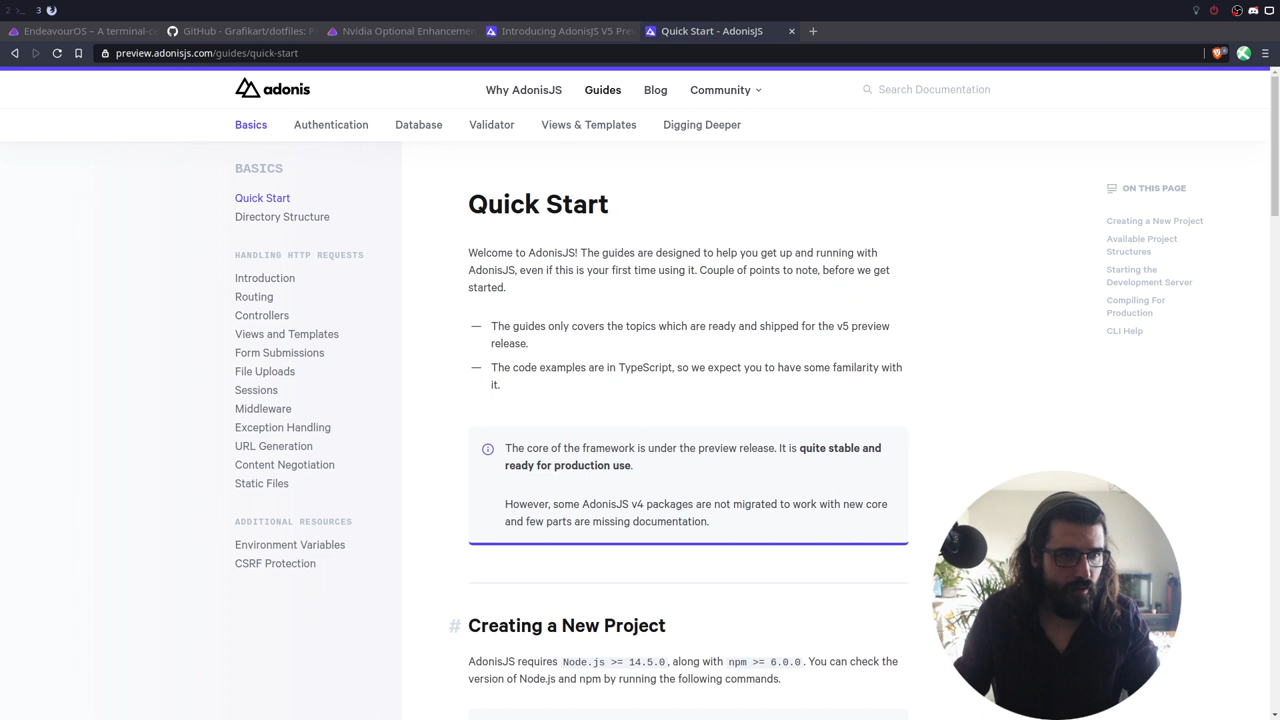 2 >_ 3
EndeavourOS – A terminal-c
GitHub - Grafikart/dotfiles: P
Nvidia Optional Enhancemen
Introducing AdonisJS V5 Prev
Quick Start - AdonisJS
preview.adonisjs.com/guides/quick-start
adonis
Why AdonisJS
Guides
Blog
Community
Search Documentation
Basics
Authentication
Database
Validator
Views & Templates
Digging Deeper
BASICS
Quick Start
Directory Structure
HANDLING HTTP REQUESTS
Introduction
Routing
Controllers
Views and Templates
Form Submissions
File Uploads
Sessions
Middleware
Exception Handling
URL Generation
Content Negotiation
Static Files
ADDITIONAL RESOURCES
Environment Variables
CSRF Protection
Quick Start
Welcome to AdonisJS! The guides are designed to help you get up and running with
AdonisJS, even if this is your first time using it. Couple of points to note, before we get
started.
— The guides only covers the topics which are ready and shipped for the v5 preview
release.
— The code examples are in TypeScript, so we expect you to have some familarity with
it.
The core of the framework is under the preview release. It is quite stable and
ready for production use.
However, some AdonisJS v4 packages are not migrated to work with new core
and few parts are missing documentation.
# Creating a New Project
AdonisJS requires Node.js >= 14.5.0, along with npm >= 6.0.0. You can check the
version of Node.js and npm by running the following commands.
ON THIS PAGE
Creating a New Project
Available Project
Structures
Starting the
Development Server
Compiling For
Production
CLI Help